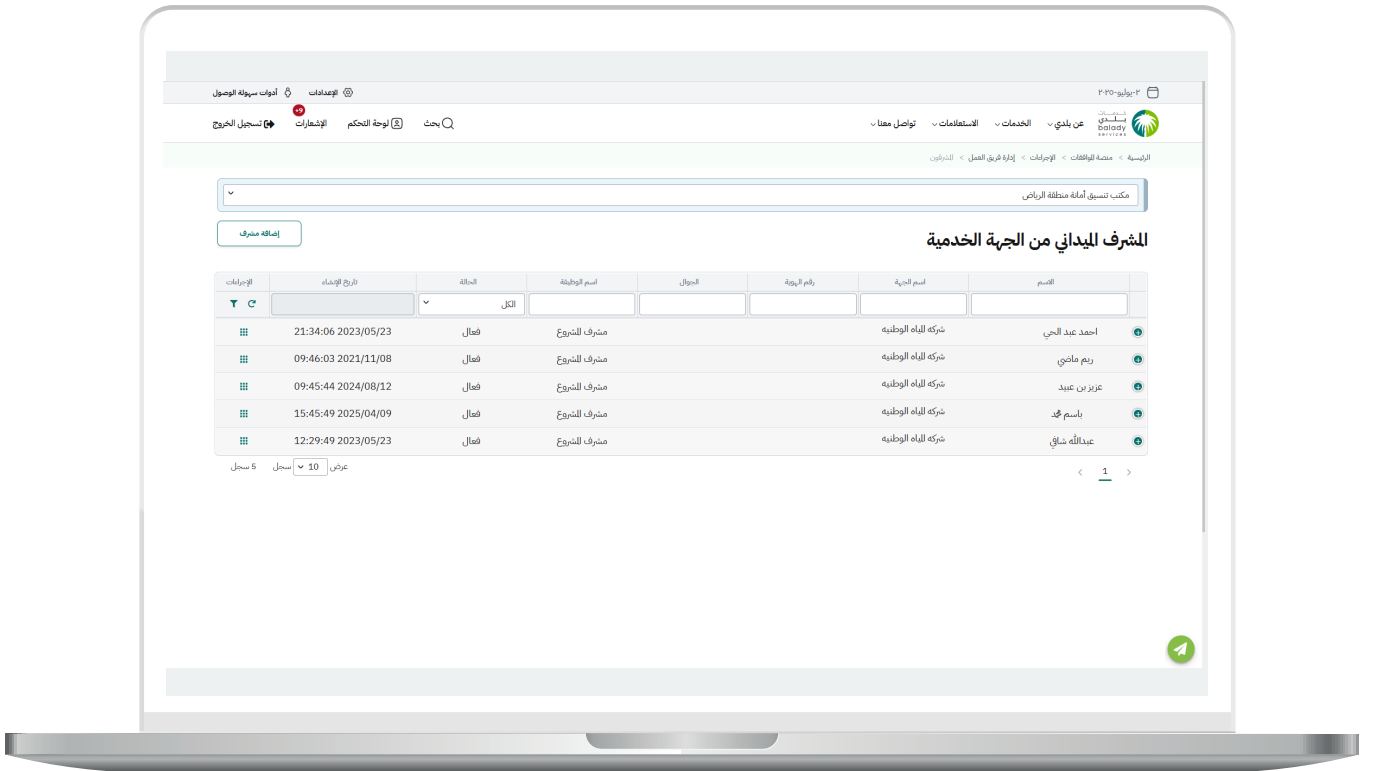 ٢-يوليو-٢٠٢٥ الإعدادات أدوات سهولة الوصول
خدمات
بلدي
balady
services
عن بلدي الخدمات الاستعلامات تواصل معنا بحث لوحة التحكم الإشعارات +9 تسجيل الخروج
الرئيسية > منصة الموافقات > الإجراءات > إدارة فريق العمل > المشرفون
مكتب تنسيق أمانة منطقة الرياض
المشرف الميداني من الجهة الخدمية إضافة مشرف
الاسم اسم الجهة رقم الهوية الجوال اسم الوظيفة الحالة تاريخ الإنشاء الإجراءات
الكل
احمد عبد الحي شركه المياه الوطنيه مشرف المشروع فعال 2023/05/23 21:34:06
ريم ماضي شركه المياه الوطنيه مشرف المشروع فعال 2021/11/08 09:46:03
عزيز بن عبيد شركه المياه الوطنيه مشرف المشروع فعال 2024/08/12 09:45:44
باسم محمد شركه المياه الوطنيه مشرف المشروع فعال 2025/04/09 15:45:49
عبدالله شافي شركه المياه الوطنيه مشرف المشروع فعال 2023/05/23 12:29:49
1 عرض 10 سجل 5 سجل